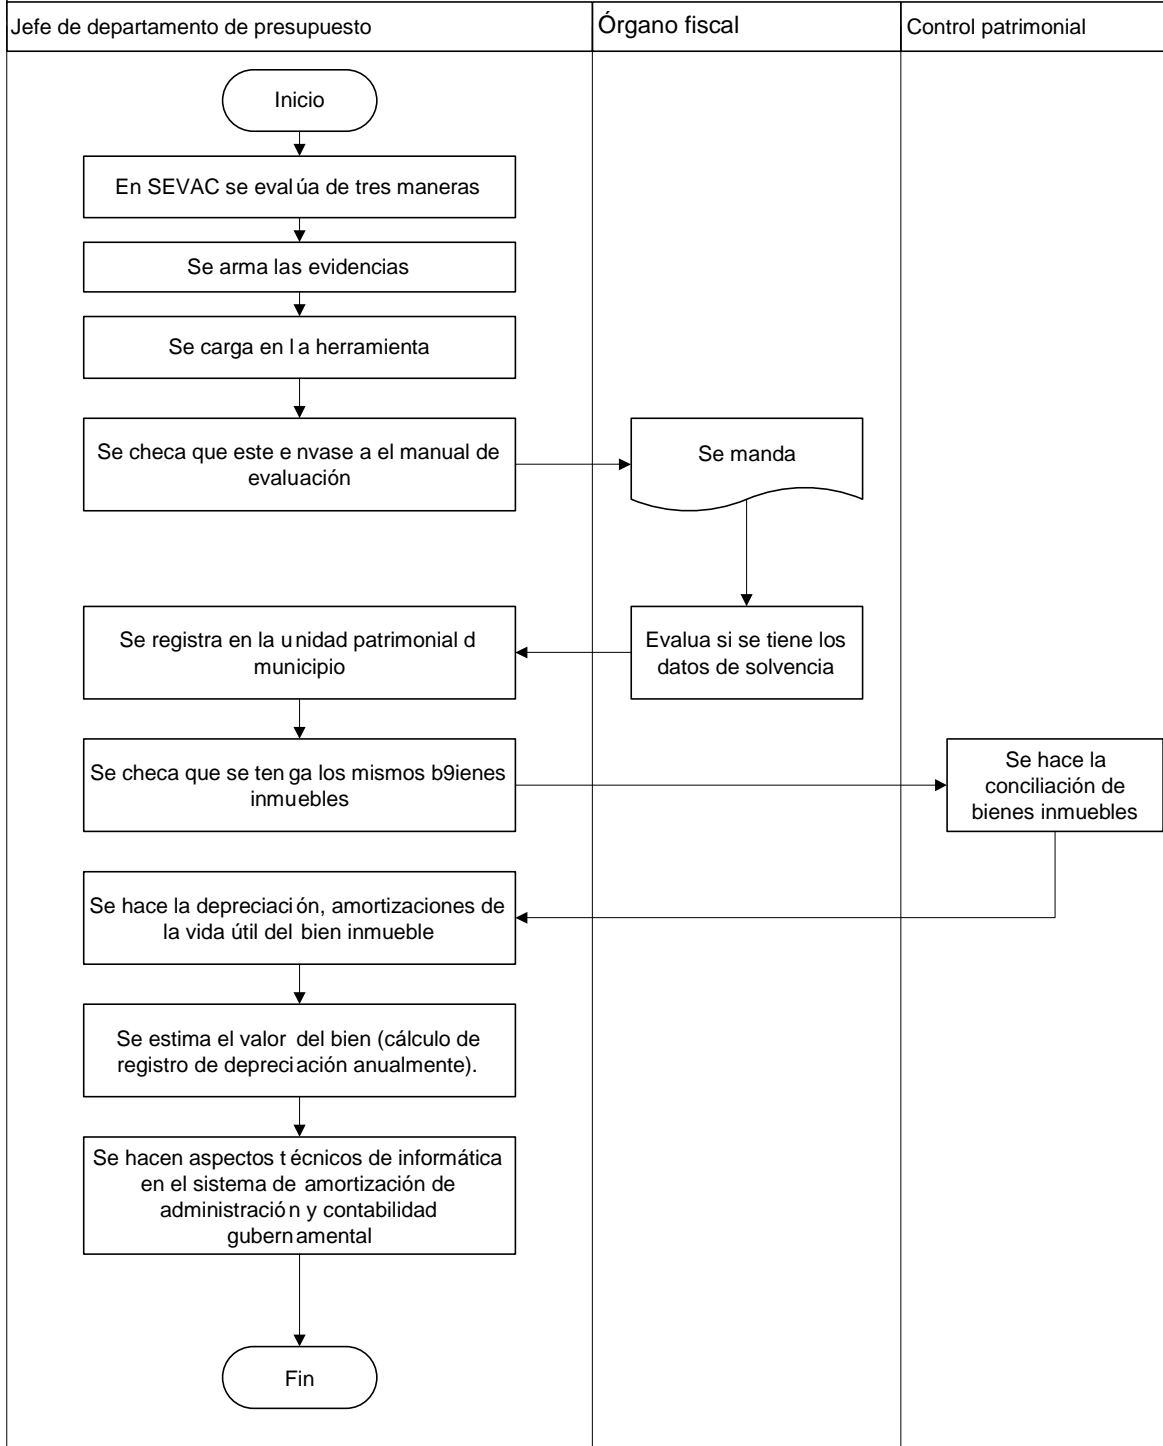 Jefe de departamento de presupuesto
Órgano fiscal
Control patrimonial
Inicio
En SEVAC se evalúa de tres maneras
Se arma las evidencias
Se carga en la herramienta
Se checa que este e nvase a el manual de
evaluación
Se manda
Evalua si se tiene los
datos de solvencia
Se registra en la unidad patrimonial d
municipio
Se checa que se tenga los mismos b9ienes
inmuebles
Se hace la
conciliación de
bienes inmuebles
Se hace la depreciación, amortizaciones de
la vida útil del bien inmueble
Se estima el valor del bien (cálculo de
registro de depreciación anualmente).
Se hacen aspectos técnicos de informática
en el sistema de amortización de
administración y contabilidad
gubernamental
Fin